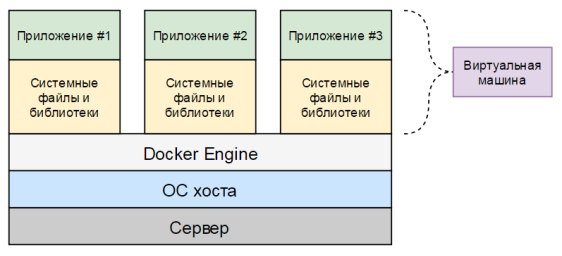 Приложение #1
Приложение #2
Приложение #3
Виртуальная
машина
Системные
файлы и
библиотеки
Системные
файлы и
библиотеки
Системные
файлы и
библиотеки
Docker Engine
ОС хоста
Сервер